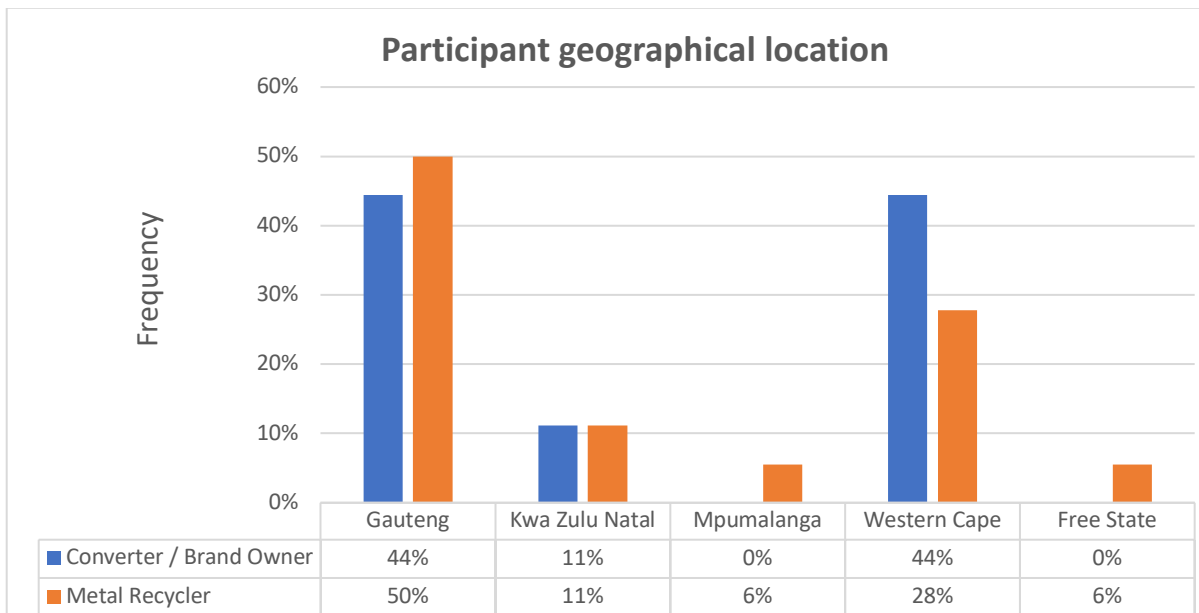 Participant geographical location
Frequency
60%
50%
40%
30%
20%
10%
0%
Gauteng Kwa Zulu Natal Mpumalanga Western Cape Free State
Converter / Brand Owner 44% 11% 0% 44% 0%
Metal Recycler 50% 11% 6% 28% 6%